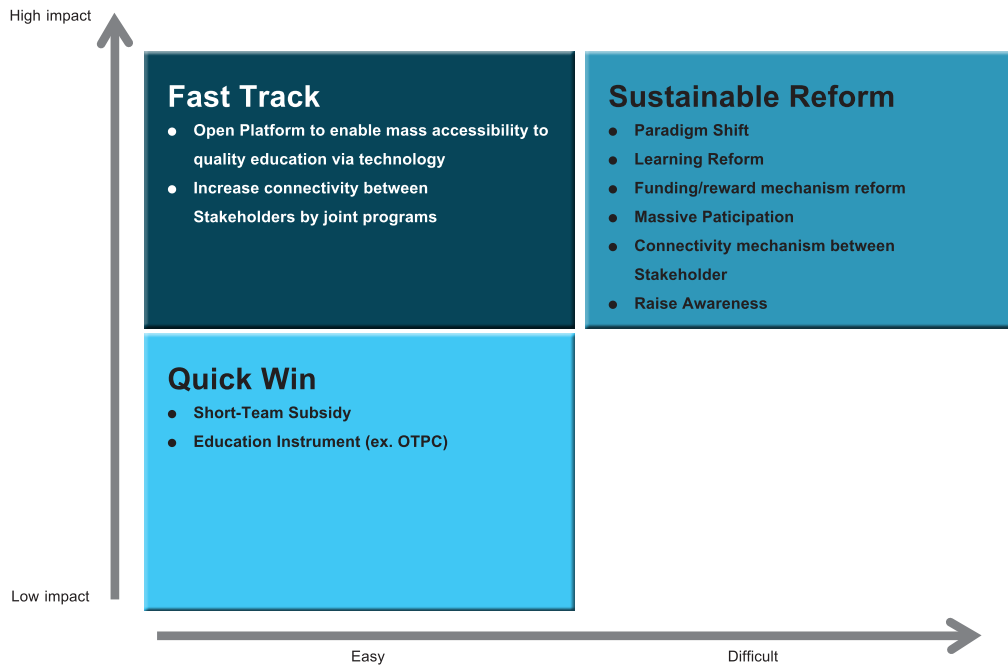 High impact
Fast Track
● Open Platform to enable mass accessibility to
quality education via technology
● Increase connectivity between
Stakeholders by joint programs
Sustainable Reform
● Paradigm Shift
● Learning Reform
● Funding/reward mechanism reform
● Massive Paticipation
● Connectivity mechanism between
Stakeholder
● Raise Awareness
Quick Win
● Short-Team Subsidy
● Education Instrument (ex. OTPC)
Low impact
Easy
Difficult